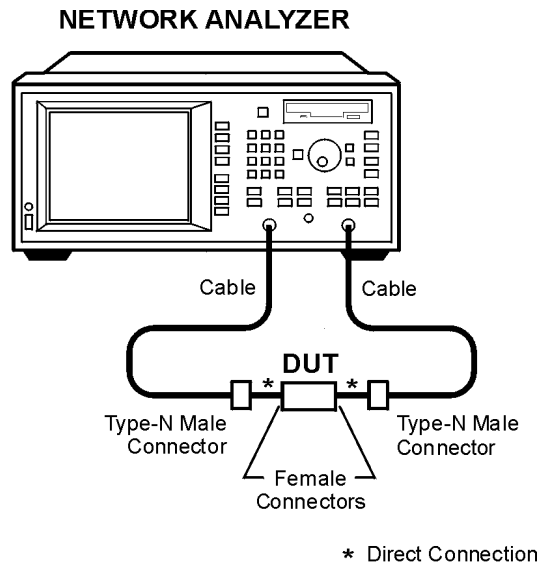 NETWORK ANALYZER
Cable
Cable
DUT
*
*
Type-N Male
Connector
Type-N Male
Connector
Female
Connectors
* Direct Connection